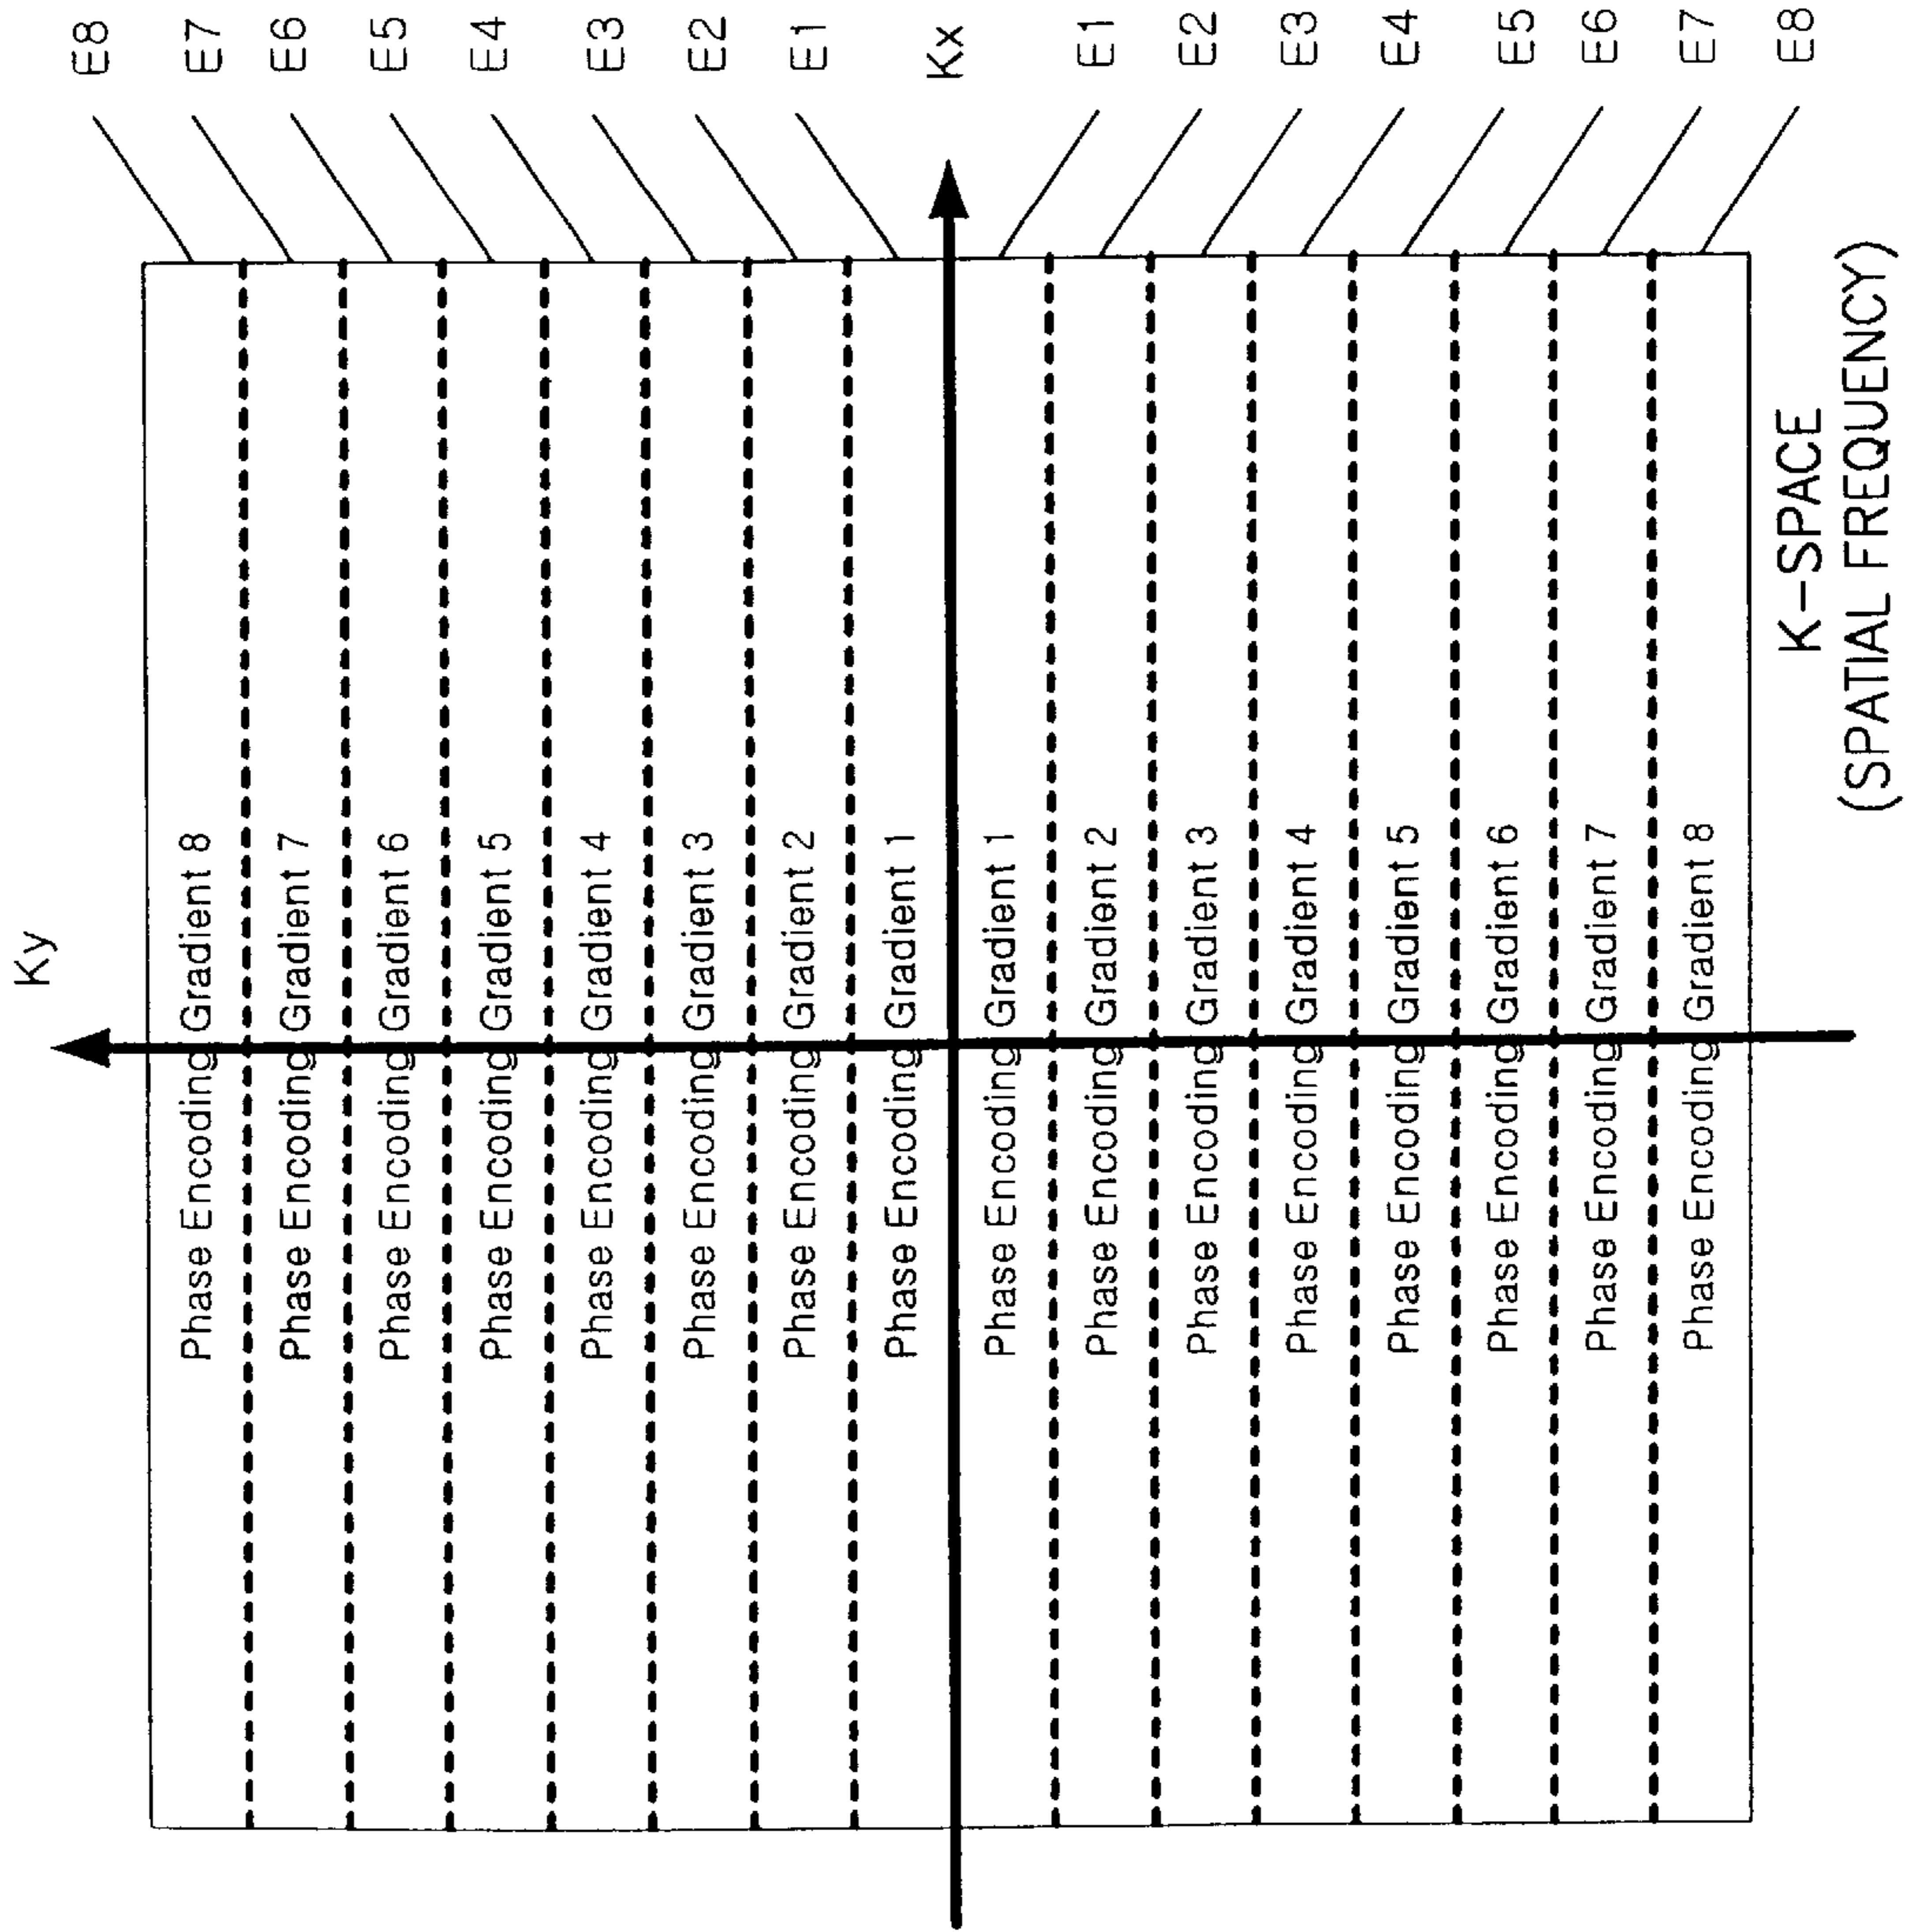 Ky
E8
E7
E6
E5
E4
E3
E2
E1
Kx
E1
E2
E3
E4
E5
E6
E7
E8
Phase Encoding Gradient 8
Phase Encoding Gradient 7
Phase Encoding Gradient 6
Phase Encoding Gradient 5
Phase Encoding Gradient 4
Phase Encoding Gradient 3
Phase Encoding Gradient 2
Phase Encoding Gradient 1
Phase Encoding Gradient 1
Phase Encoding Gradient 2
Phase Encoding Gradient 3
Phase Encoding Gradient 4
Phase Encoding Gradient 5
Phase Encoding Gradient 6
Phase Encoding Gradient 7
Phase Encoding Gradient 8
K-SPACE
(SPATIAL FREQUENCY)